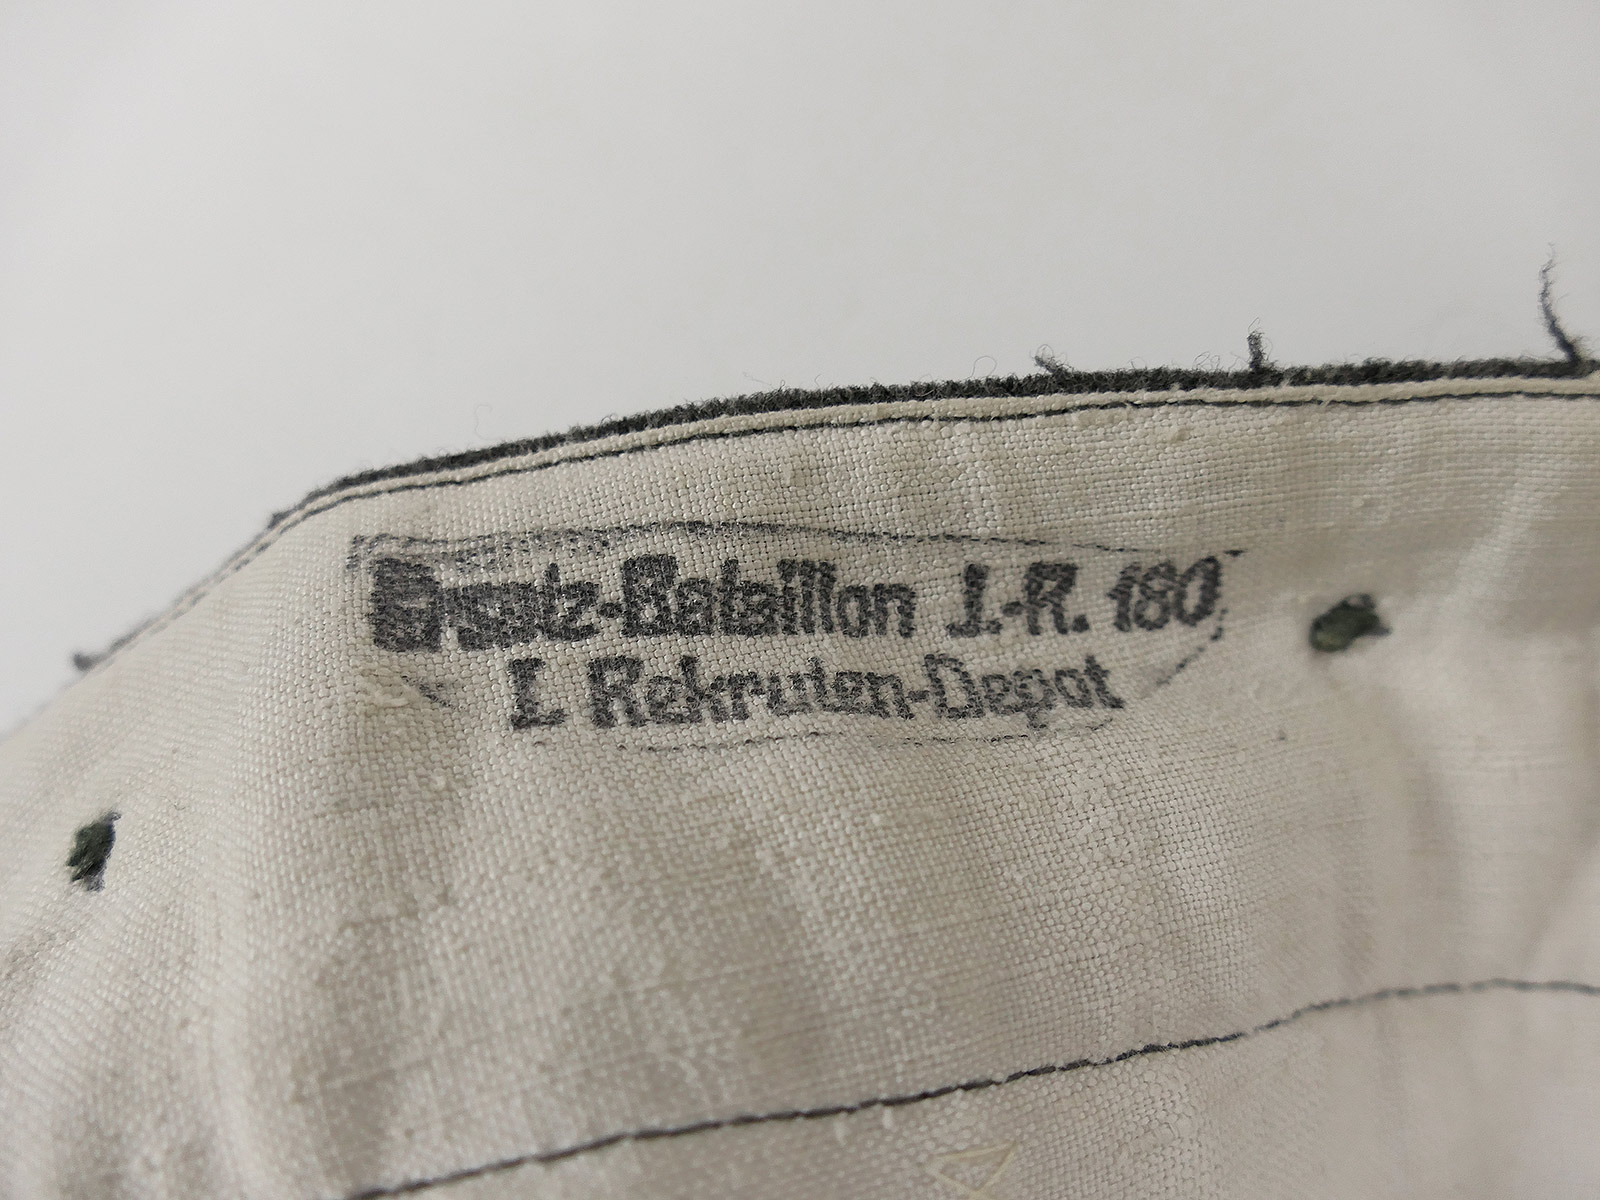 Ersatz-Bataillon J.-R. 180
I. Rekruten-Depot